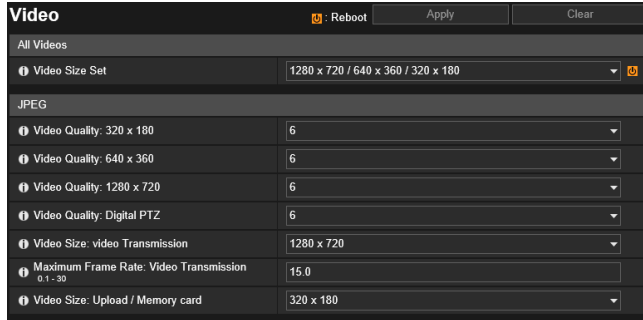 Video
: Reboot
Apply
Clear
All Videos
Video Size Set
1280 x 720 / 640 x 360 / 320 x 180
JPEG
Video Quality: 320 x 180
6
Video Quality: 640 x 360
6
Video Quality: 1280 x 720
6
Video Quality: Digital PTZ
6
Video Size: video Transmission
1280 x 720
Maximum Frame Rate: Video Transmission
0.1 - 30
15.0
Video Size: Upload / Memory card
320 x 180